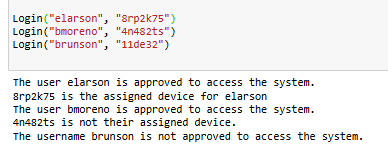 Login("elarson", "8rp2k75")
Login("bmoreno", "4n482ts")
Login("brunson", "11de32")
The user elarson is approved to access the system.
8rp2k75 is the assigned device for elarson
The user bmoreno is approved to access the system.
4n482ts is not their assigned device.
The username brunson is not approved to access the system.